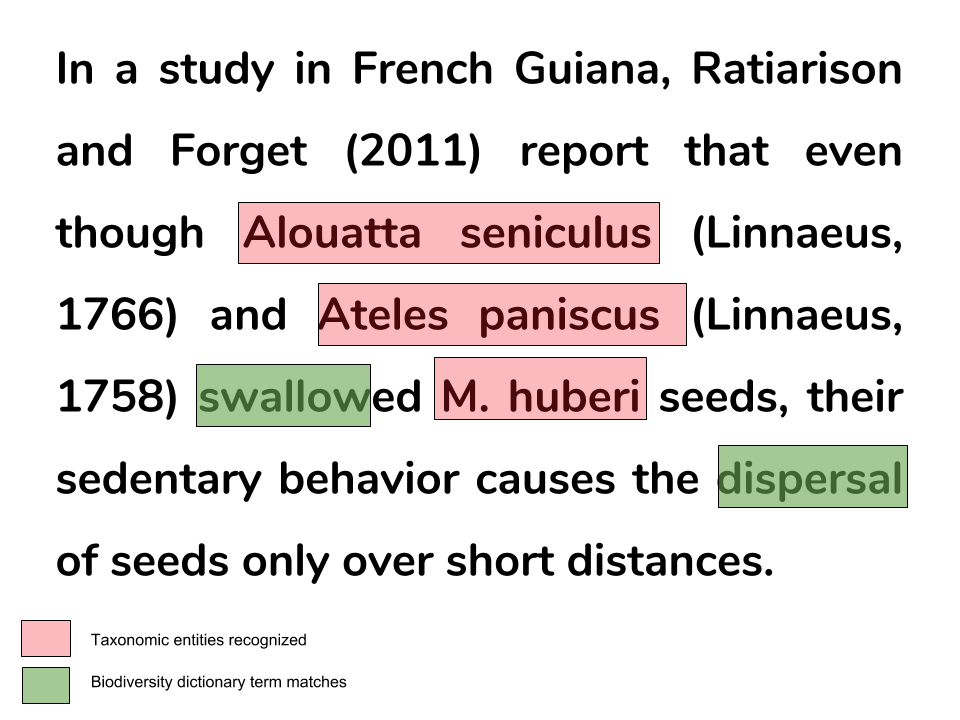 In a study in French Guiana, Ratiarison
and Forget (2011) report that even
though Alouatta seniculus (Linnaeus,
1766) and Ateles paniscus (Linnaeus,
1758) swallowed M. huberi seeds, their
sedentary behavior causes the dispersal
of seeds only over short distances.
Taxonomic entities recognized
Biodiversity dictionary term matches